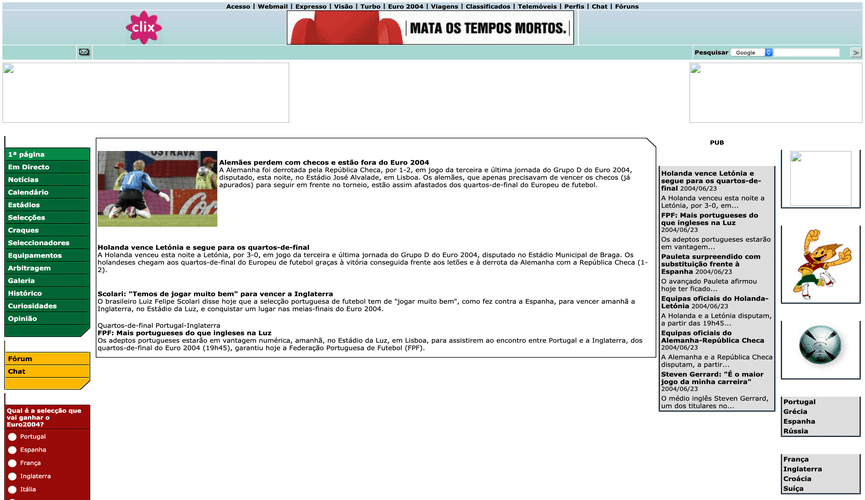 Acesso | Webmail | Expresso | Visão | Turbo | Euro 2004 | Viagens | Classificados | Telemóveis | Perfis | Chat | Fóruns
clix
MATA OS TEMPOS MORTOS.
Pesquisar Google
1ª página
Em Directo
Notícias
Calendário
Estádios
Selecções
Craques
Seleccionadores
Equipamentos
Arbitragem
Galeria
Histórico
Curiosidades
Opinião
Fórum
Chat
Qual é a selecção que
vai ganhar o
Euro2004?
Portugal
Espanha
França
Inglaterra
Itália
OSTRAVA
Alemães perdem com checos e estão fora do Euro 2004
A Alemanha foi derrotada pela República Checa, por 1-2, em jogo da terceira e última jornada do Grupo D do Euro 2004,
disputado, esta noite, no Estádio José Alvalade, em Lisboa. Os alemães, que apenas precisavam de vencer os checos (já
apurados) para seguir em frente no torneio, estão assim afastados dos quartos-de-final do Europeu de futebol.
Holanda vence Letónia e segue para os quartos-de-final
A Holanda venceu esta noite a Letónia, por 3-0, em jogo da terceira e última jornada do Grupo D do Euro 2004, disputado no Estádio Municipal de Braga. Os
holandeses chegam aos quartos-de-final do Europeu de futebol graças à vitória conseguida frente aos letões e à derrota da Alemanha com a República Checa (1-
2).
Scolari: "Temos de jogar muito bem" para vencer a Inglaterra
O brasileiro Luiz Felipe Scolari disse hoje que a selecção portuguesa de futebol tem de "jogar muito bem", como fez contra a Espanha, para vencer amanhã a
Inglaterra, no Estádio da Luz, e conquistar um lugar nas meias-finais do Euro 2004.
Quartos-de-final Portugal-Inglaterra
FPF: Mais portugueses do que ingleses na Luz
Os adeptos portugueses estarão em vantagem numérica, amanhã, no Estádio da Luz, em Lisboa, para assistirem ao encontro entre Portugal e a Inglaterra, dos
quartos-de-final do Euro 2004 (19h45), garantiu hoje a Federação Portuguesa de Futebol (FPF).
PUB
Holanda vence Letónia e
segue para os quartos-de-
final 2004/06/23
A Holanda venceu esta noite a
Letónia, por 3-0, em...
FPF: Mais portugueses do
que ingleses na Luz
2004/06/23
Os adeptos portugueses estarão
em vantagem...
Pauleta surpreendido com
substituição frente à
Espanha 2004/06/23
O avançado Pauleta afirmou
hoje ter ficado...
Equipas oficiais do Holanda-
Letónia 2004/06/23
A Holanda e a Letónia disputam,
a partir das 19h45...
Equipas oficiais do
Alemanha-República Checa
2004/06/23
A Alemanha e a República Checa
disputam, a partir...
Steven Gerrard: "É o maior
jogo da minha carreira"
2004/06/23
O médio inglês Steven Gerrard,
um dos titulares no...
Portugal
Grécia
Espanha
Rússia
França
Inglaterra
Croácia
Suíça